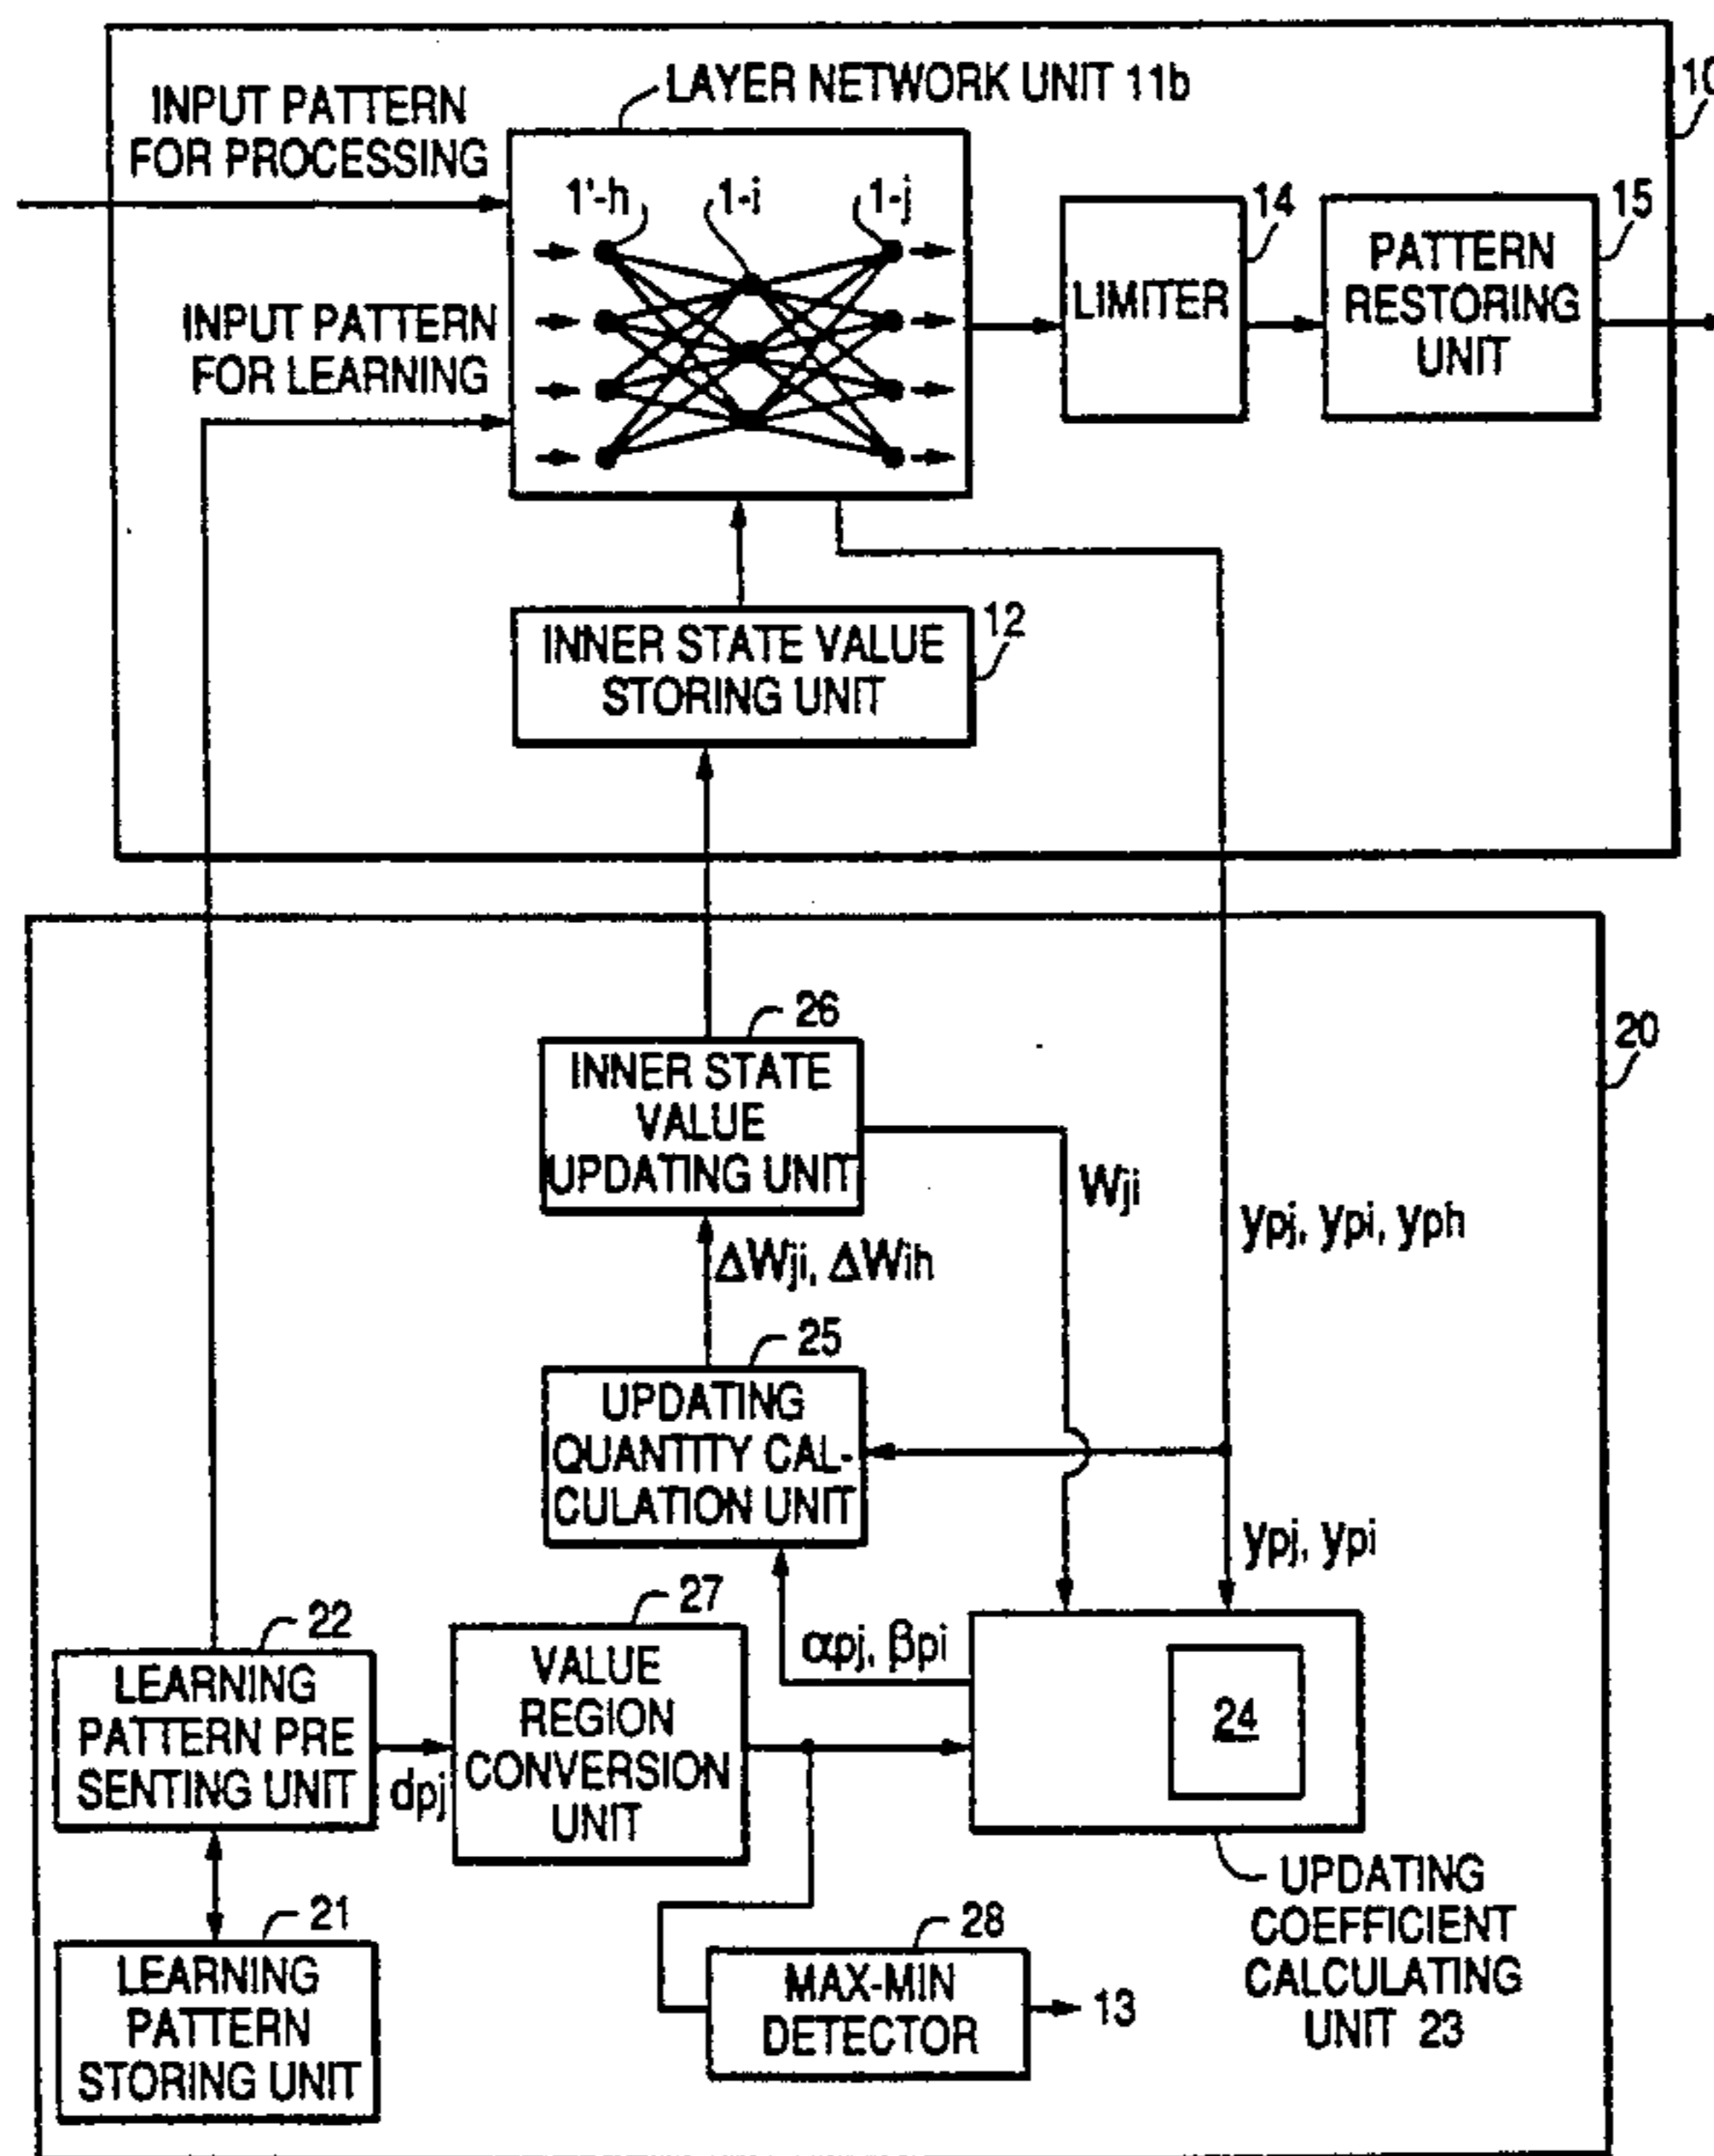 LAYER NETWORK UNIT 11b
10
INPUT PATTERN
FOR PROCESSING
1'-h
1-i
1-j
14
15
LIMITER
PATTERN
RESTORING
UNIT
INPUT PATTERN
FOR LEARNING
12
INNER STATE VALUE
STORING UNIT
20
26
INNER STATE
VALUE
UPDATING UNIT
Wji
ypj, ypi, yph
ΔWji, ΔWih
25
UPDATING
QUANTITY CAL-
CULATION UNIT
ypj, ypi
αpj, βpi
22
LEARNING
PATTERN PRE
SENTING UNIT
dpj
27
VALUE
REGION
CONVERSION
UNIT
24
UPDATING
COEFFICIENT
CALCULATING
UNIT 23
21
LEARNING
PATTERN
STORING UNIT
28
MAX-MIN
DETECTOR
13